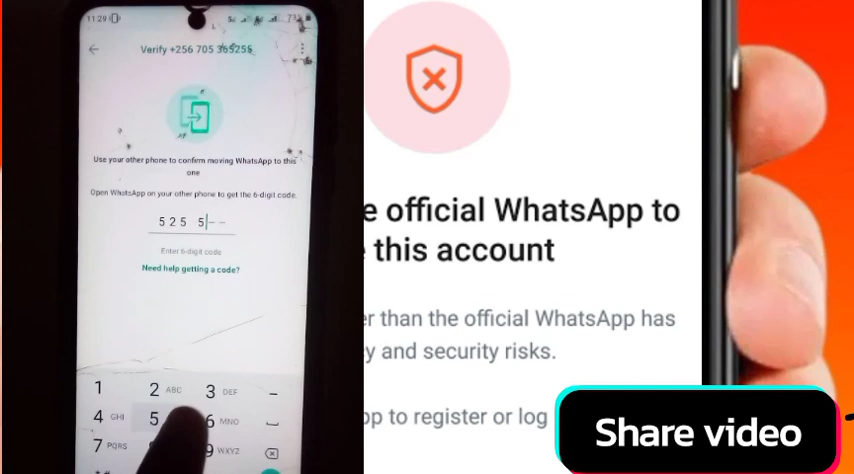 11:29
Verify +256 705 365255
Use your other phone to confirm moving WhatsApp to this
one
Open WhatsApp on your other phone to get the 6-digit code.
5 2 5 5 – –
Enter 6-digit code
Need help getting a code?
1
2 ABC
3 DEF
4 GHI
5
6 MNO
7 PQRS
9 WXYZ
e official WhatsApp to
this account
er than the official WhatsApp has
y and security risks.
pp to register or log
Share video